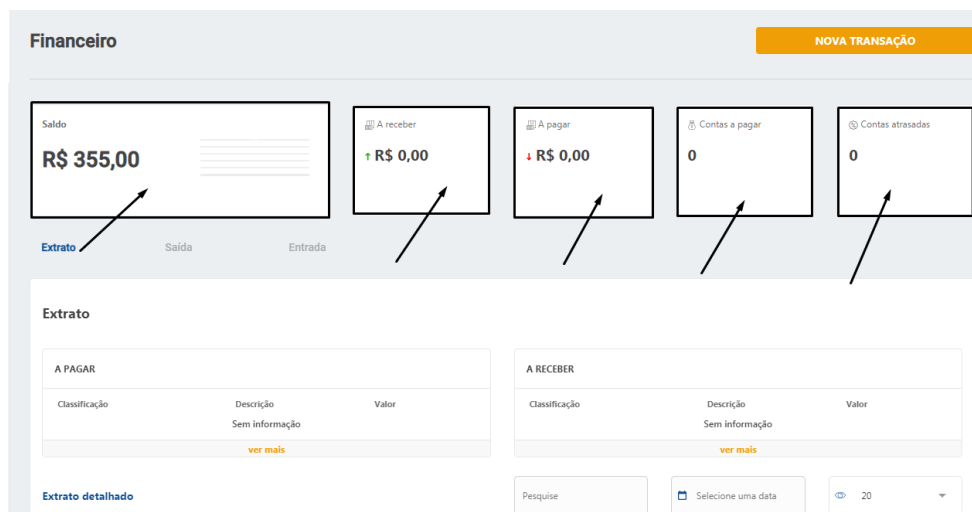 Financeiro
NOVA TRANSAÇÃO
Saldo
R$ 355,00
A receber
R$ 0,00
A pagar
R$ 0,00
Contas a pagar
0
Contas atrasadas
0
Extrato Saída Entrada
Extrato
A PAGAR
Classificação Descrição Valor
Sem informação
ver mais
A RECEBER
Classificação Descrição Valor
Sem informação
ver mais
Extrato detalhado
Pesquise
Selecione uma data
20